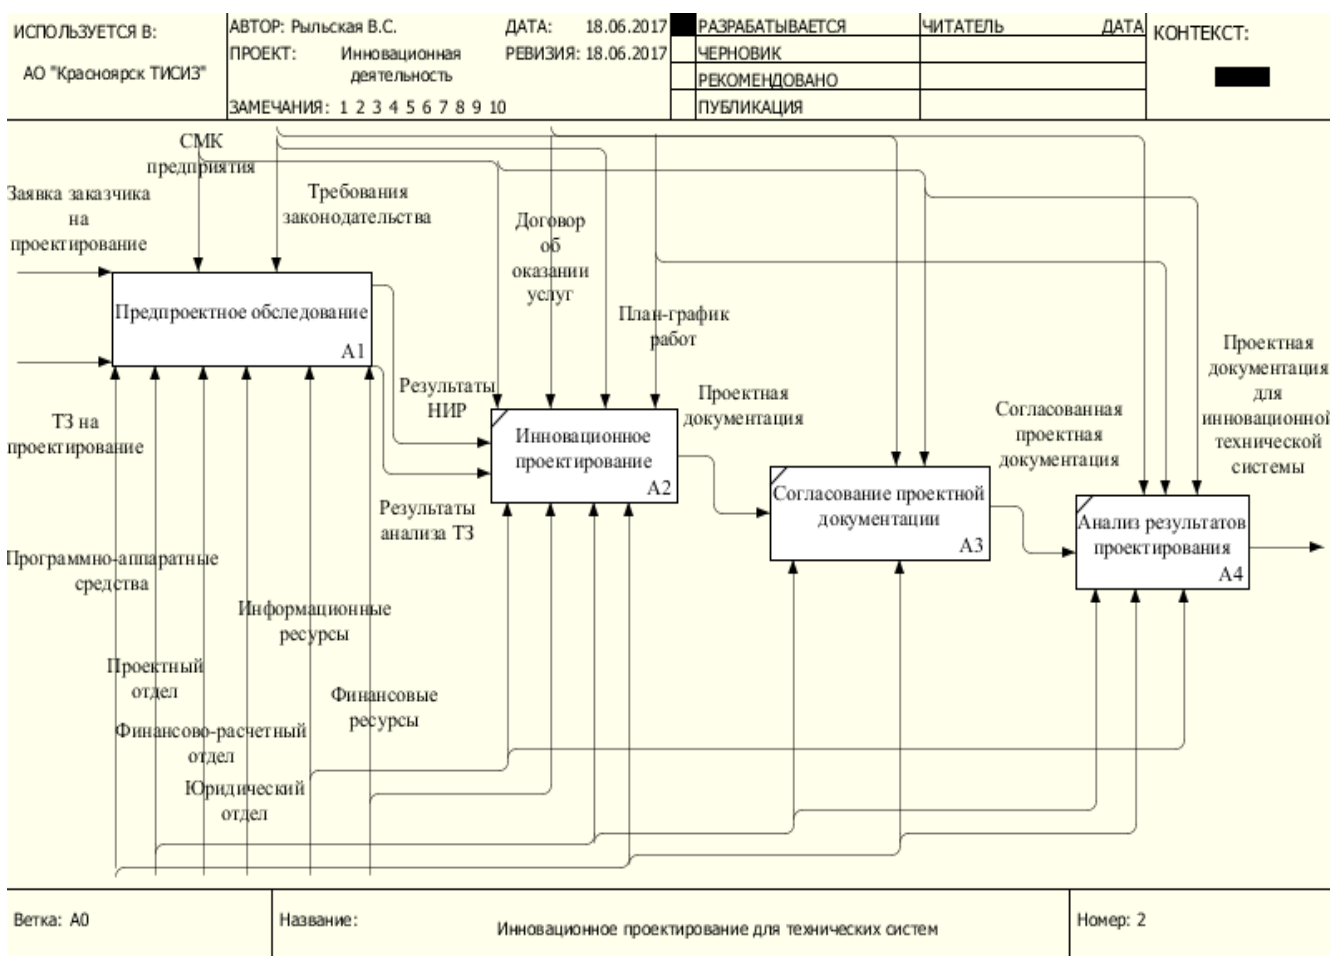 ИСПОЛЬЗУЕТСЯ В:
АО "Красноярск ТИСИЗ"
АВТОР: Рыльская В.С.
ДАТА: 18.06.2017
ПРОЕКТ: Инновационная
деятельность
РЕВИЗИЯ: 18.06.2017
ЗАМЕЧАНИЯ: 1 2 3 4 5 6 7 8 9 10
РАЗРАБАТЫВАЕТСЯ
ЧЕРНОВИК
РЕКОМЕНДОВАНО
ПУБЛИКАЦИЯ
ЧИТАТЕЛЬ
ДАТА
КОНТЕКСТ:
СМК
предприятия
Заявка заказчика
на
проектирование
Требования
законодательства
Договор
об
оказании
услуг
План-график
работ
Предпроектное обследование
A1
ТЗ на
проектирование
Результаты
НИР
Инновационное
проектирование
A2
Результаты
анализа ТЗ
Проектная
документация
Согласование проектной
документации
A3
Согласованная
проектная
документация
Анализ результатов
проектирования
A4
Проектная
документация
для
инновационной
технической
системы
Программно-аппаратные
средства
Информационные
ресурсы
Проектный
отдел
Финансовые
ресурсы
Финансово-расчетный
отдел
Юридический
отдел
Ветка: A0
Название:
Инновационное проектирование для технических систем
Номер: 2